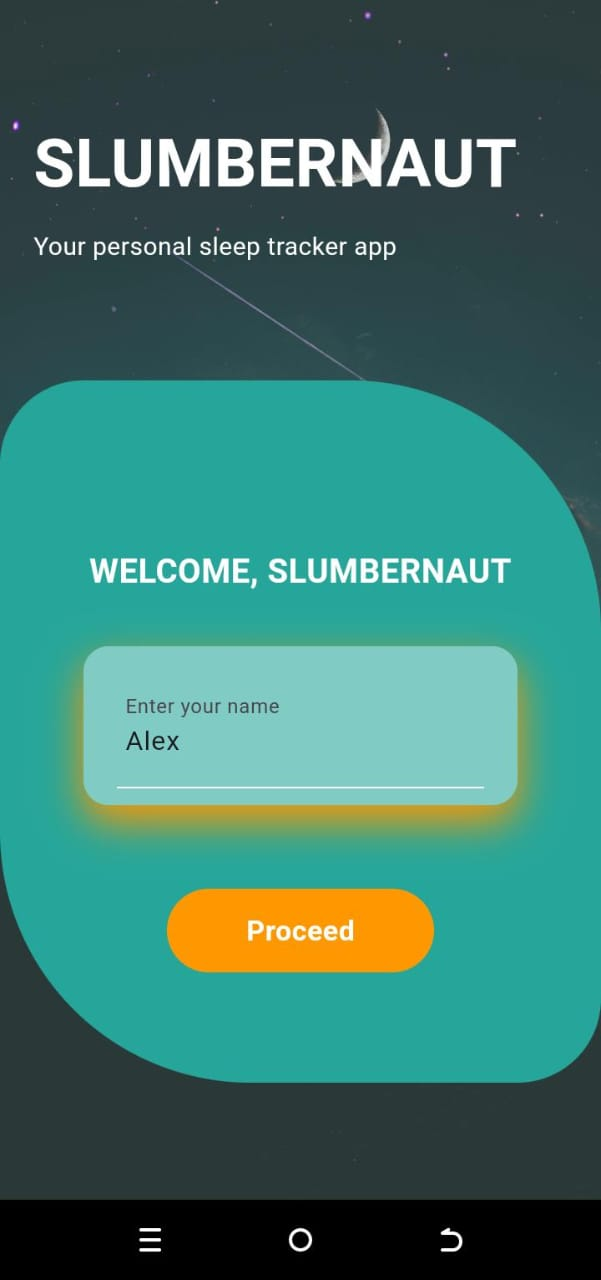 SLUMBERNAUT
Your personal sleep tracker app
WELCOME, SLUMBERNAUT
Enter your name
Alex
Proceed